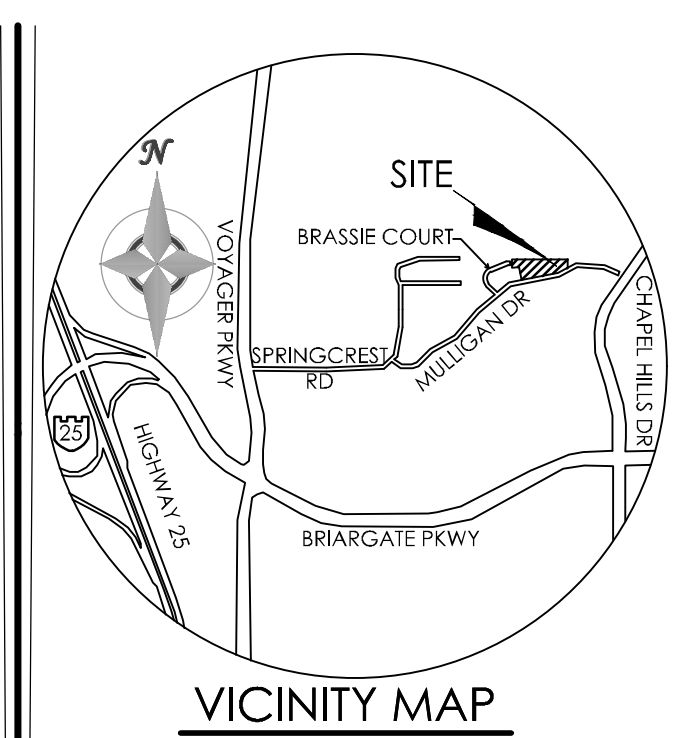 N
SITE
BRASSIE COURT
VOYAGER PKWY
SPRINGCREST
RD
MULLIGAN DR
CHAPEL HILLS DR
25
HIGHWAY 25
BRIARGATE PKWY
VICINITY MAP